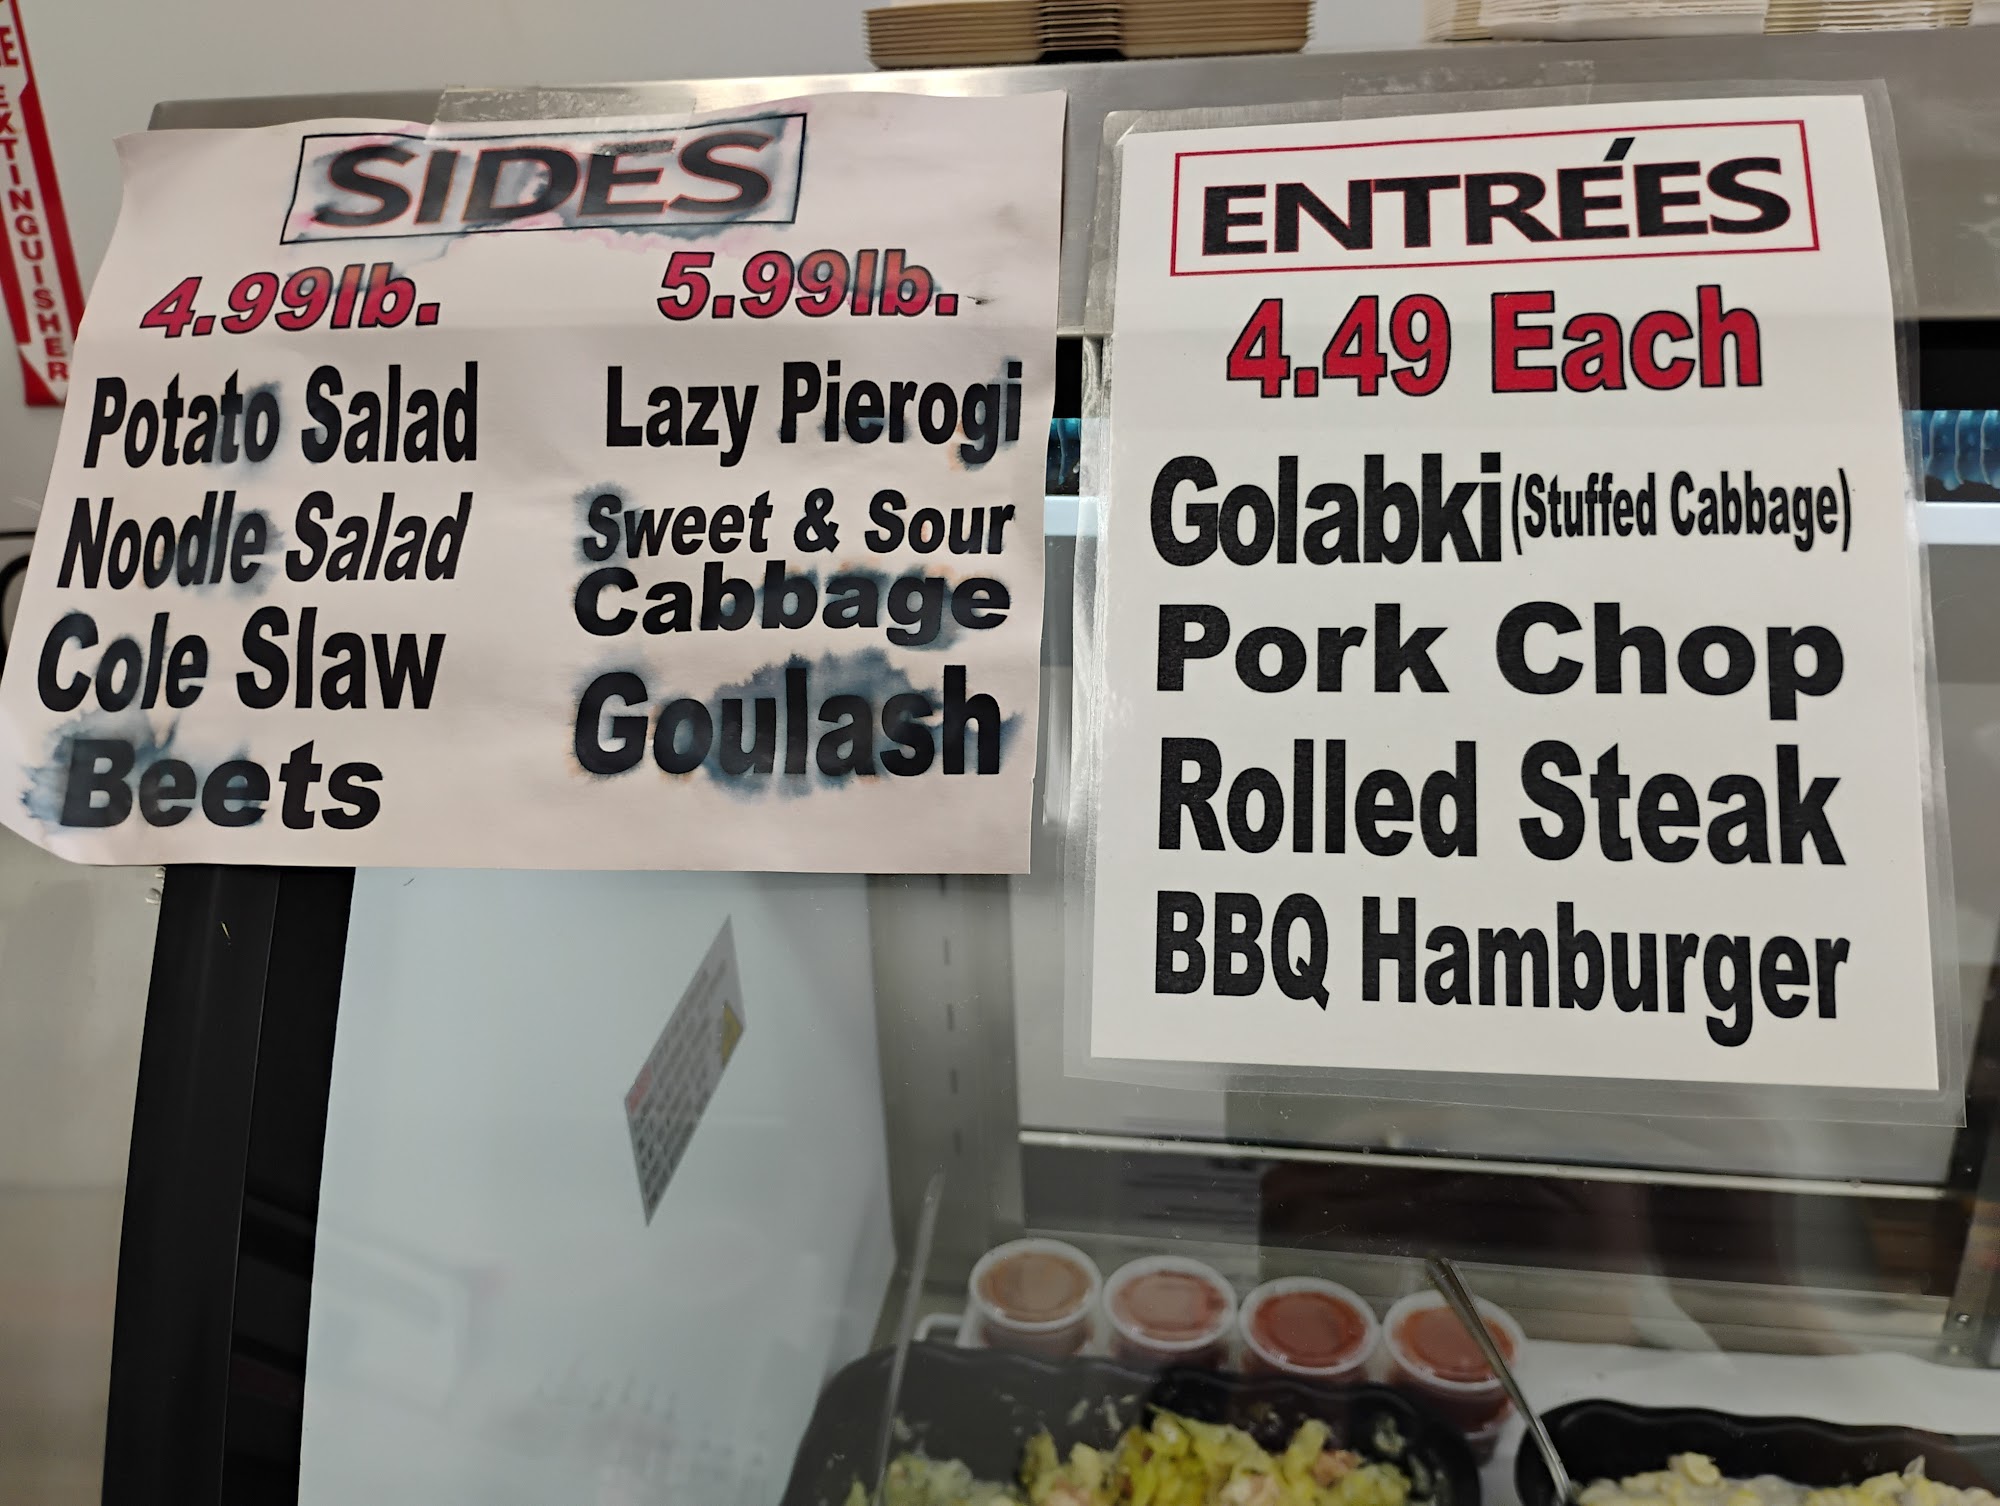 EXTINGUISHER
SIDES
4.99lb.
Potato Salad
Noodle Salad
Cole Slaw
Beets
5.99lb.
Lazy Pierogi
Sweet & Sour
Cabbage
Goulash
ENTRÉES
4.49 Each
Golabki (Stuffed Cabbage)
Pork Chop
Rolled Steak
BBQ Hamburger